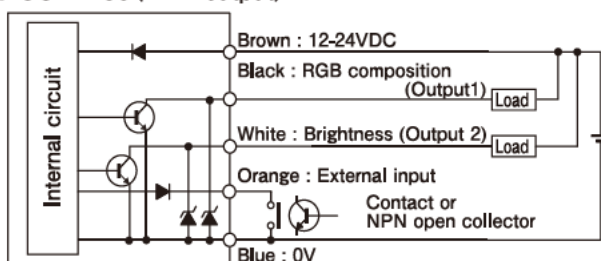 Brown : 12-24VDC
Black : RGB composition
(Output1)
Load
White : Brightness (Output 2)
Load
Orange : External input
Contact or
NPN open collector
Blue : 0V
Internal circuit